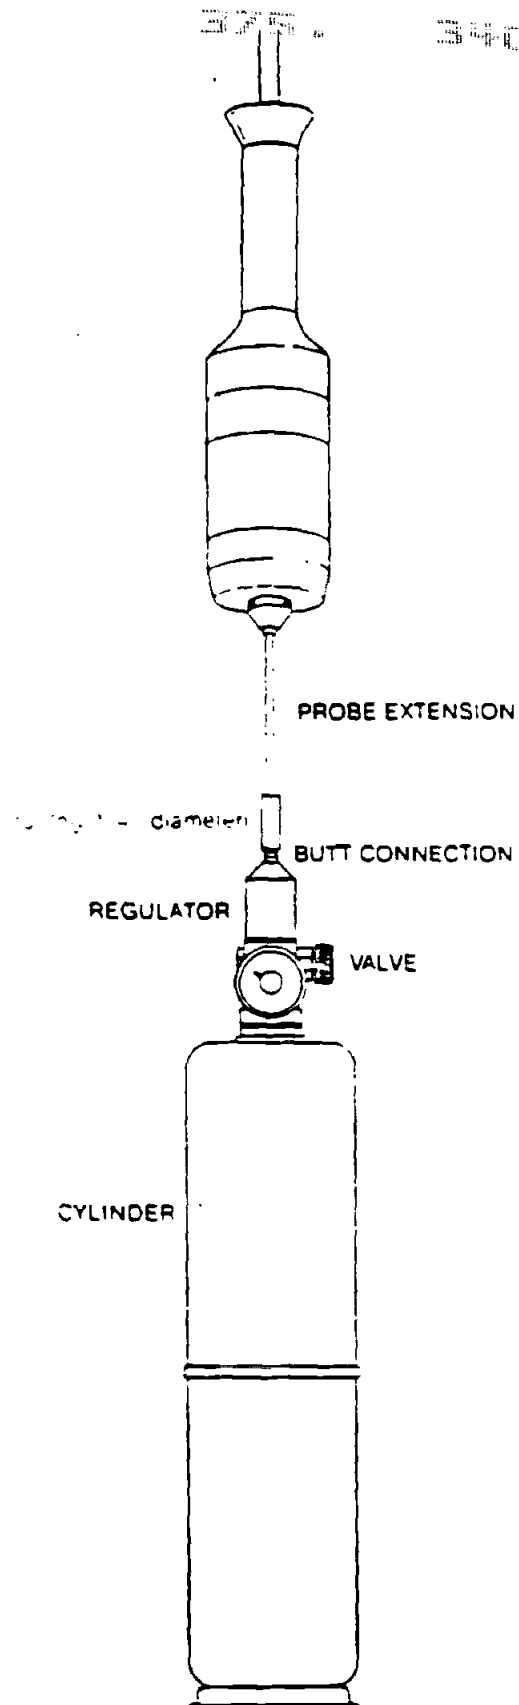 PROBE EXTENSION
diameter)
BUTT CONNECTION
REGULATOR
VALVE
CYLINDER